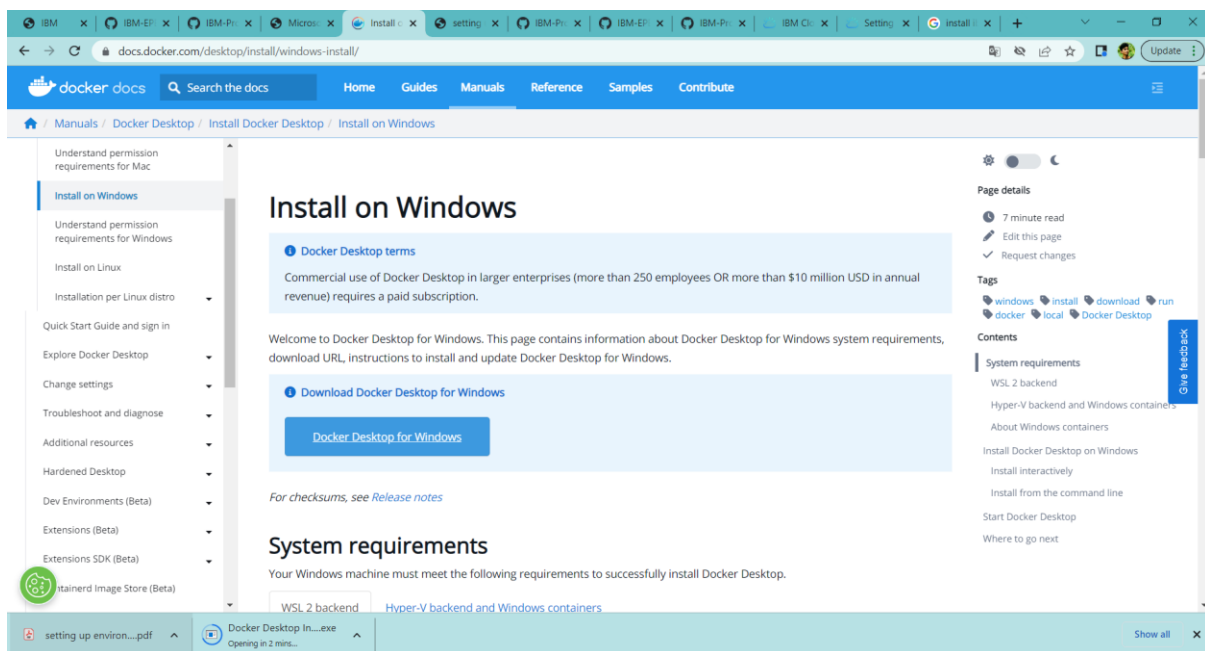 IBM
IBM-EPI
IBM-Pro
Microso
Install o
setting
IBM-Pro
IBM-EPI
IBM-Pro
IBM Clo
Setting
install i
docs.docker.com/desktop/install/windows-install/
Update
docker docs
Search the docs
Home Guides Manuals Reference Samples Contribute
/ Manuals / Docker Desktop / Install Docker Desktop / Install on Windows
Understand permission
requirements for Mac
Install on Windows
Understand permission
requirements for Windows
Install on Linux
Installation per Linux distro
Quick Start Guide and sign in
Explore Docker Desktop
Change settings
Troubleshoot and diagnose
Additional resources
Hardened Desktop
Dev Environments (Beta)
Extensions (Beta)
Extensions SDK (Beta)
ntainerd Image Store (Beta)
Install on Windows
Docker Desktop terms
Commercial use of Docker Desktop in larger enterprises (more than 250 employees OR more than $10 million USD in annual
revenue) requires a paid subscription.
Welcome to Docker Desktop for Windows. This page contains information about Docker Desktop for Windows system requirements,
download URL, instructions to install and update Docker Desktop for Windows.
Download Docker Desktop for Windows
Docker Desktop for Windows
For checksums, see Release notes
System requirements
Your Windows machine must meet the following requirements to successfully install Docker Desktop.
WSL 2 backend Hyper-V backend and Windows containers
Page details
7 minute read
Edit this page
Request changes
Tags
windows install download run
docker local Docker Desktop
Contents
System requirements
WSL 2 backend
Hyper-V backend and Windows containers
About Windows containers
Install Docker Desktop on Windows
Install interactively
Install from the command line
Start Docker Desktop
Where to go next
Give feedback
setting up environ....pdf
Docker Desktop In....exe
Opening in 2 mins...
Show all